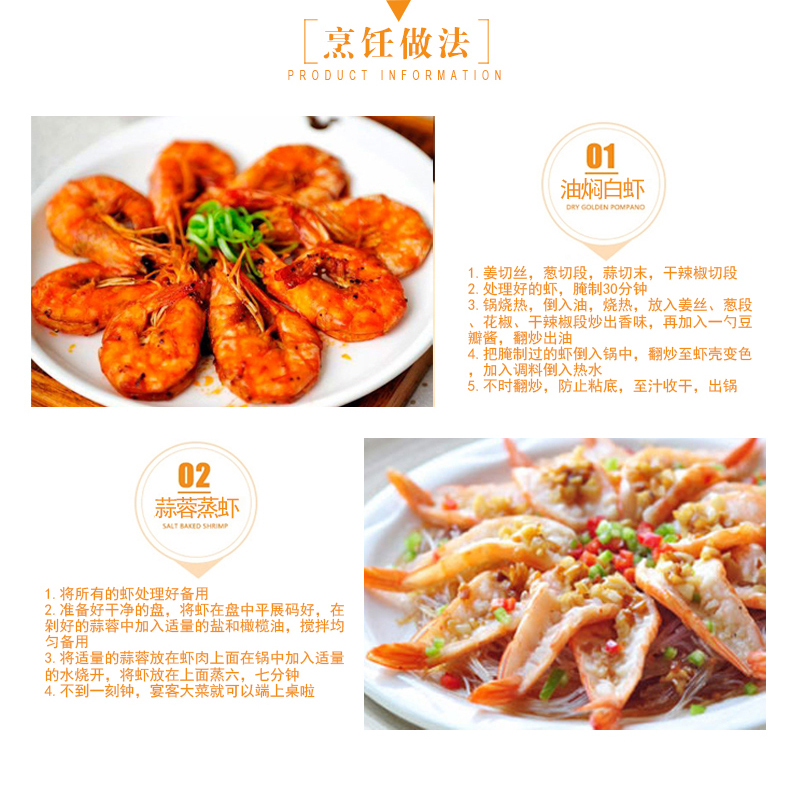 烹饪做法
PRODUCT INFORMATION
01
油焖白虾
DRY GOLDEN POMPANO
1. 姜切丝，葱切段，蒜切末，干辣椒切段
2. 处理好的虾，腌制30分钟
3. 锅烧热，倒入油，烧热，放入姜丝、葱段
、花椒、干辣椒段炒出香味，再加入一勺豆
瓣酱，翻炒出油
4. 把腌制过的虾倒入锅中，翻炒至虾壳变色
，加入调料倒入热水
5. 不时翻炒，防止粘底，至汁收干，出锅
02
蒜蓉蒸虾
SALT BAKED SHRIMP
1. 将所有的虾处理好备用
2. 准备好干净的盘，将虾在盘中平展码好，在
剁好的蒜蓉中加入适量的盐和橄榄油，搅拌均
匀备用
3. 将适量的蒜蓉放在虾肉上面在锅中加入适量
的水烧开，将虾放在上面蒸六，七分钟
4. 不到一刻钟，宴客大菜就可以端上桌啦